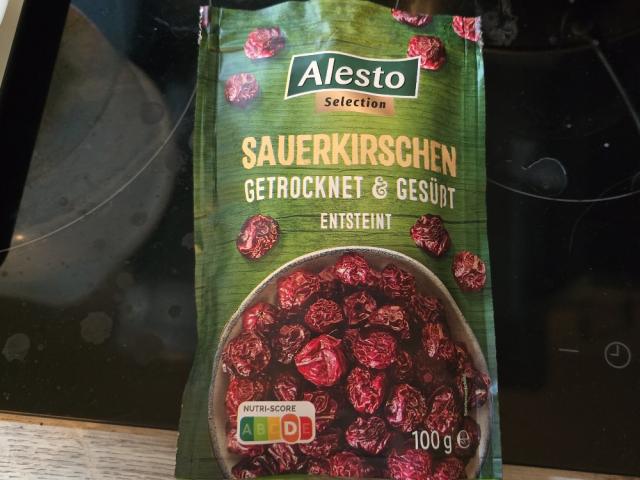 Alesto
Selection
SAUERKIRSCHEN
GETROCKNET & GESÜßT
ENTSTEINT
NUTRI-SCORE
A B C D E
100 g ℮